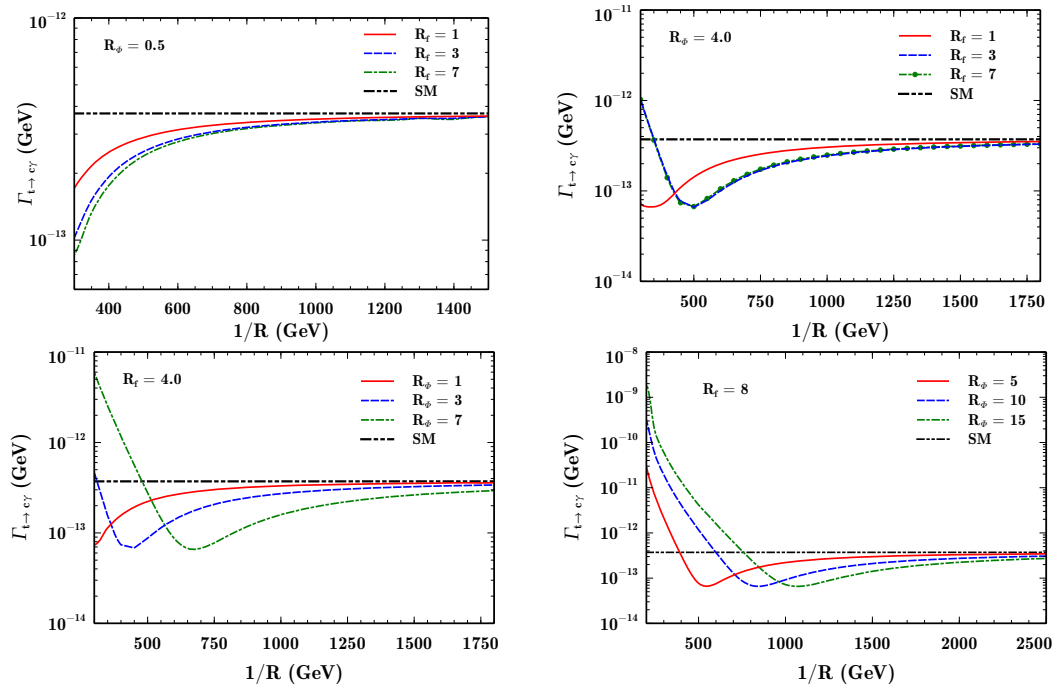 10⁻¹²
R_Φ = 0.5
R_f = 1
R_f = 3
R_f = 7
SM
Γ_{t→cγ} (GeV)
10⁻¹³
400 600 800 1000 1200 1400
1/R (GeV)
10⁻¹¹
R_Φ = 4.0
R_f = 1
R_f = 3
R_f = 7
SM
10⁻¹²
Γ_{t→cγ} (GeV)
10⁻¹³
10⁻¹⁴
500 750 1000 1250 1500 1750
1/R (GeV)
10⁻¹¹
R_f = 4.0
R_Φ = 1
R_Φ = 3
R_Φ = 7
SM
10⁻¹²
Γ_{t→cγ} (GeV)
10⁻¹³
10⁻¹⁴
500 750 1000 1250 1500 1750
1/R (GeV)
10⁻⁸
R_f = 8
R_Φ = 5
R_Φ = 10
R_Φ = 15
SM
10⁻⁹
10⁻¹⁰
10⁻¹¹
Γ_{t→cγ} (GeV)
10⁻¹²
10⁻¹³
10⁻¹⁴
500 1000 1500 2000 2500
1/R (GeV)